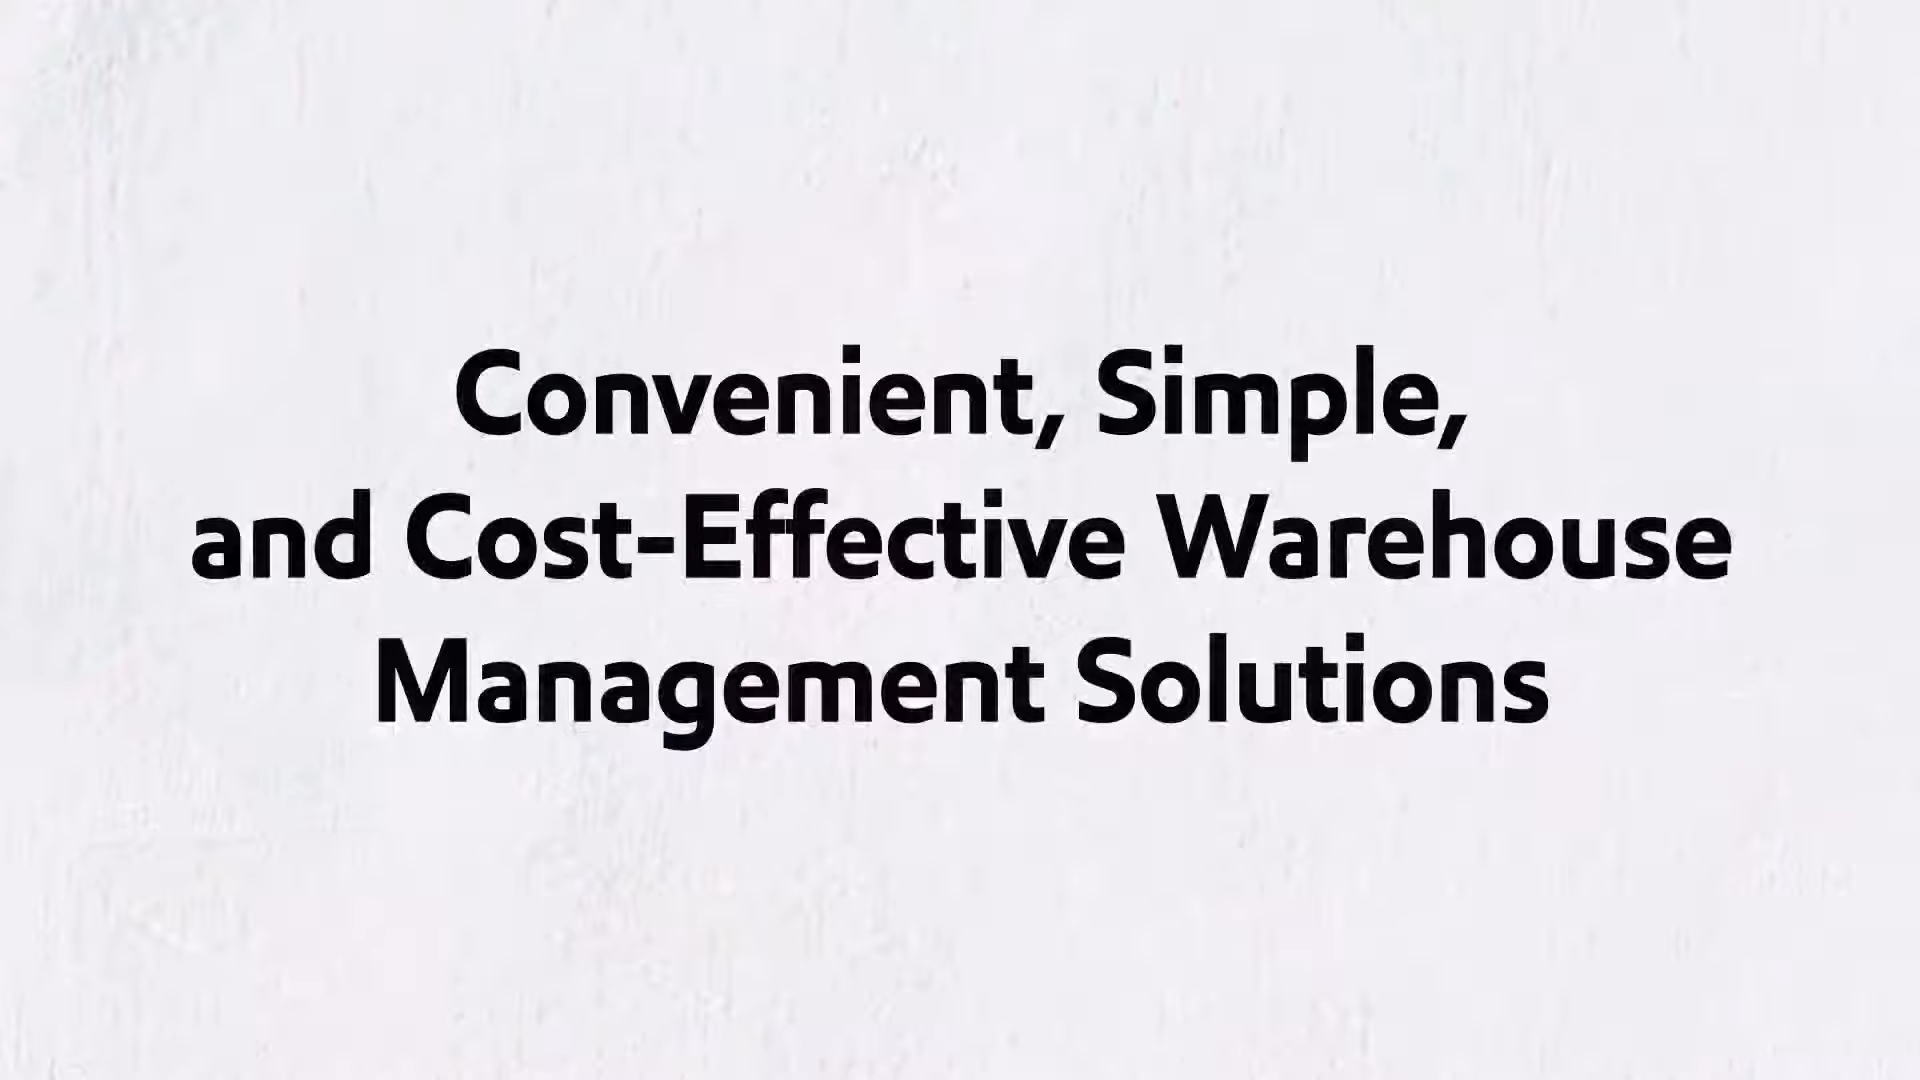 Convenient, Simple,
and Cost-Effective Warehouse
Management Solutions